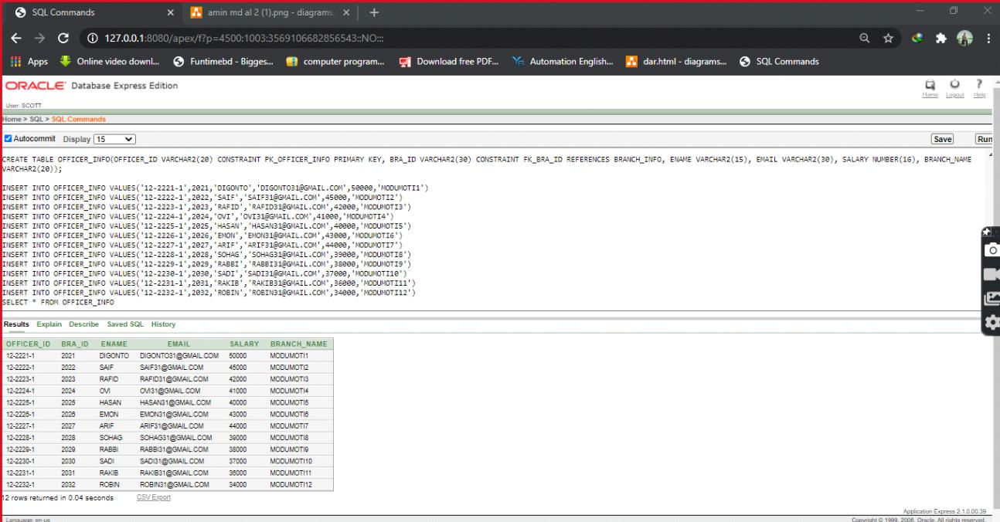 SQL Commands
amin md al 2 (1).png - diagrams.
127.0.0.1:8080/apex/f?p=4500:1003:3569106682856543::NO:::
Apps Online video downl... Funtimebd - Bigges... computer program... Download free PDF... Automation English... dar.html - diagrams... SQL Commands
ORACLE Database Express Edition
Home Logout Help
User: SCOTT
Home > SQL > SQL Commands
Autocommit Display 15 Save Run
CREATE TABLE OFFICER_INFO(OFFICER_ID VARCHAR2(20) CONSTRAINT PK_OFFICER_INFO PRIMARY KEY, BRA_ID VARCHAR2(30) CONSTRAINT FK_BRA_ID REFERENCES BRANCH_INFO, ENAME VARCHAR2(15), EMAIL VARCHAR2(30), SALARY NUMBER(16), BRANCH_NAME
VARCHAR2(20));
INSERT INTO OFFICER_INFO VALUES('12-2221-1',2021,'DIGONTO','DIGONTO31@GMAIL.COM',50000,'MODUMOTI1')
INSERT INTO OFFICER_INFO VALUES('12-2222-1',2022,'SAIF','SAIF31@GMAIL.COM',45000,'MODUMOTI2')
INSERT INTO OFFICER_INFO VALUES('12-2223-1',2023,'RAFID','RAFID31@GMAIL.COM',42000,'MODUMOTI3')
INSERT INTO OFFICER_INFO VALUES('12-2224-1',2024,'OVI','OVI31@GMAIL.COM',41000,'MODUMOTI4')
INSERT INTO OFFICER_INFO VALUES('12-2225-1',2025,'HASAN','HASAN31@GMAIL.COM',40000,'MODUMOTI5')
INSERT INTO OFFICER_INFO VALUES('12-2226-1',2026,'EMON','EMON31@GMAIL.COM',43000,'MODUMOTI6')
INSERT INTO OFFICER_INFO VALUES('12-2227-1',2027,'ARIF','ARIF31@GMAIL.COM',44000,'MODUMOTI7')
INSERT INTO OFFICER_INFO VALUES('12-2228-1',2028,'SOHAG','SOHAG31@GMAIL.COM',39000,'MODUMOTI8')
INSERT INTO OFFICER_INFO VALUES('12-2229-1',2029,'RABBI','RABBI31@GMAIL.COM',38000,'MODUMOTI9')
INSERT INTO OFFICER_INFO VALUES('12-2230-1',2030,'SADI','SADI31@GMAIL.COM',37000,'MODUMOTI10')
INSERT INTO OFFICER_INFO VALUES('12-2231-1',2031,'RAKIB','RAKIB31@GMAIL.COM',36000,'MODUMOTI11')
INSERT INTO OFFICER_INFO VALUES('12-2232-1',2032,'ROBIN','ROBIN31@GMAIL.COM',34000,'MODUMOTI12')
SELECT * FROM OFFICER_INFO
Results Explain Describe Saved SQL History
OFFICER_ID BRA_ID ENAME EMAIL SALARY BRANCH_NAME
12-2221-1 2021 DIGONTO DIGONTO31@GMAIL.COM 50000 MODUMOTI1
12-2222-1 2022 SAIF SAIF31@GMAIL.COM 45000 MODUMOTI2
12-2223-1 2023 RAFID RAFID31@GMAIL.COM 42000 MODUMOTI3
12-2224-1 2024 OVI OVI31@GMAIL.COM 41000 MODUMOTI4
12-2225-1 2025 HASAN HASAN31@GMAIL.COM 40000 MODUMOTI5
12-2226-1 2026 EMON EMON31@GMAIL.COM 43000 MODUMOTI6
12-2227-1 2027 ARIF ARIF31@GMAIL.COM 44000 MODUMOTI7
12-2228-1 2028 SOHAG SOHAG31@GMAIL.COM 39000 MODUMOTI8
12-2229-1 2029 RABBI RABBI31@GMAIL.COM 38000 MODUMOTI9
12-2230-1 2030 SADI SADI31@GMAIL.COM 37000 MODUMOTI10
12-2231-1 2031 RAKIB RAKIB31@GMAIL.COM 36000 MODUMOTI11
12-2232-1 2032 ROBIN ROBIN31@GMAIL.COM 34000 MODUMOTI12
12 rows returned in 0.04 seconds CSV Export
Application Express 2.1.0.00.39
Language: en-us Copyright © 1999, 2006, Oracle. All rights reserved.